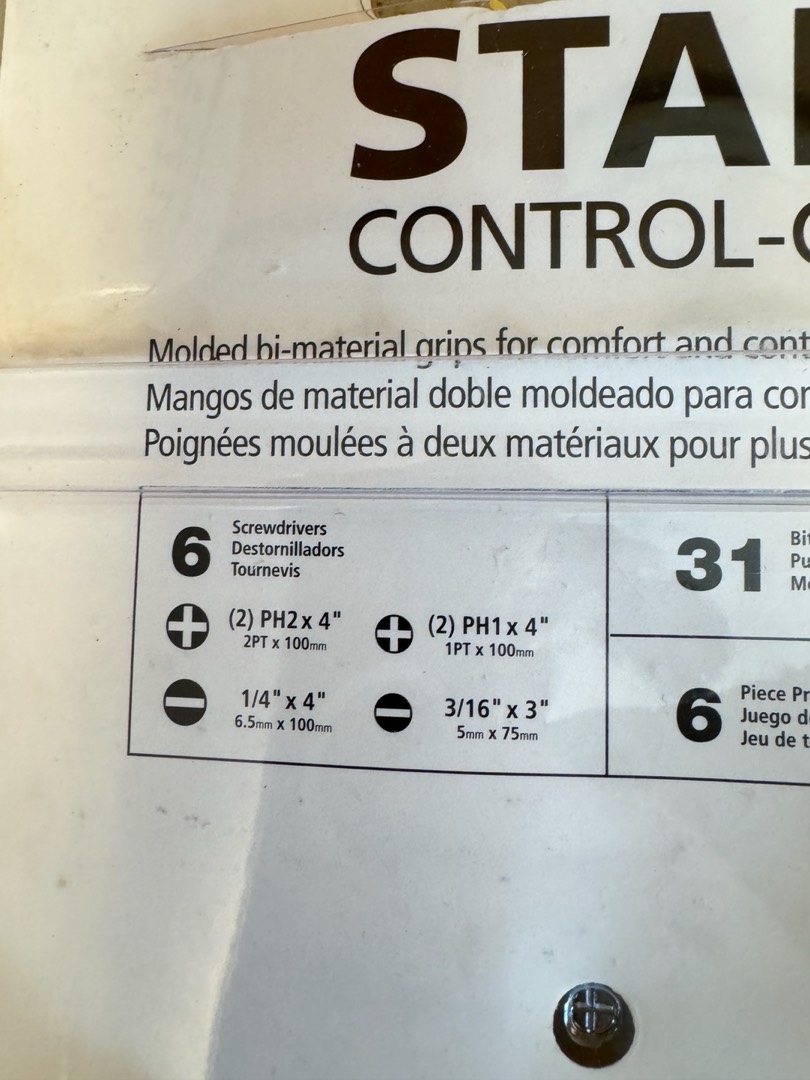 STA
CONTROL-
Molded bi-material grips for comfort and cont
Mangos de material doble moldeado para cor
Poignées moulées à deux matériaux pour plus
6 Screwdrivers
Destornilladors
Tournevis
(2) PH2 x 4"
2PT x 100mm
(2) PH1 x 4"
1PT x 100mm
1/4" x 4"
6.5mm x 100mm
3/16" x 3"
5mm x 75mm
31 Bit
Pu
6 Piece Pr
Juego d
Jeu de t